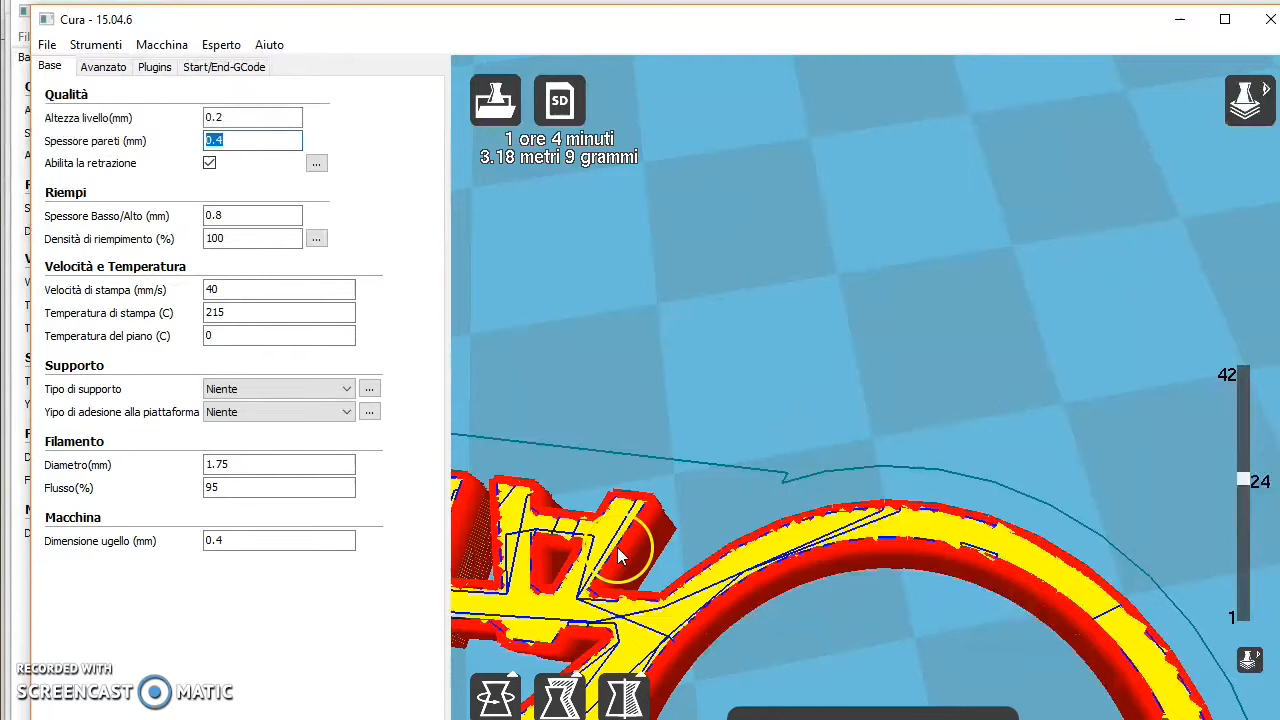 Cura - 15.04.6
File Strumenti Macchina Esperto Aiuto
Base Avanzato Plugins Start/End-GCode
Qualità
Altezza livello(mm) 0.2
Spessore pareti (mm) 0.4
Abilita la retrazione ...
Riempi
Spessore Basso/Alto (mm) 0.8
Densità di riempimento (%) 100 ...
Velocità e Temperatura
Velocità di stampa (mm/s) 40
Temperatura di stampa (C) 215
Temperatura del piano (C) 0
Supporto
Tipo di supporto Niente ...
Yipo di adesione alla piattaforma Niente ...
Filamento
Diametro(mm) 1.75
Flusso(%) 95
Macchina
Dimensione ugello (mm) 0.4
SD
1 ore 4 minuti
3.18 metri 9 grammi
42
24
1
RECORDED WITH
SCREENCAST MATIC